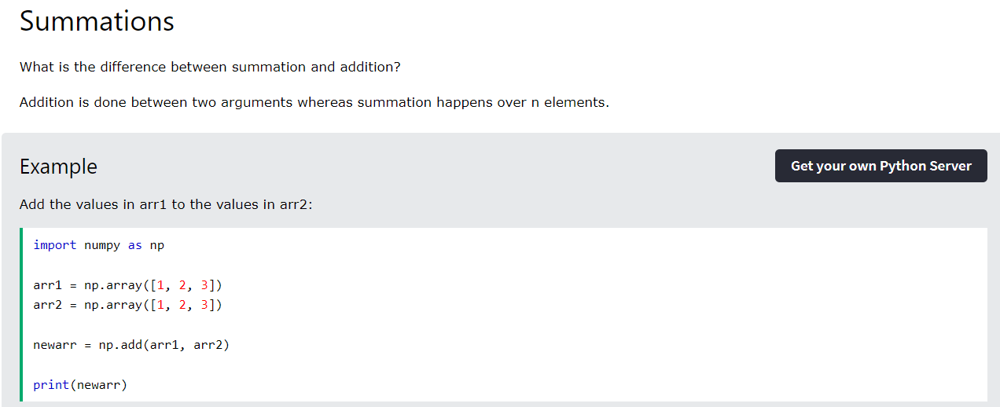 Summations
What is the difference between summation and addition?
Addition is done between two arguments whereas summation happens over n elements.
Example
Get your own Python Server
Add the values in arr1 to the values in arr2:
import numpy as np
arr1 = np.array([1, 2, 3])
arr2 = np.array([1, 2, 3])
newarr = np.add(arr1, arr2)
print(newarr)